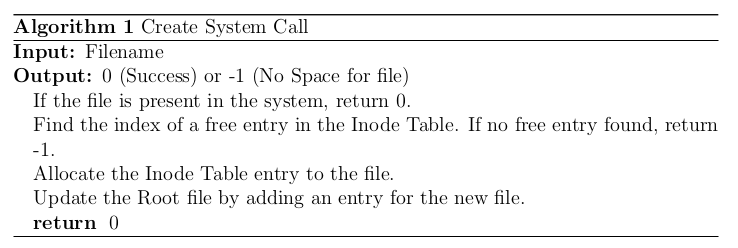 Algorithm 1 Create System Call
Input: Filename
Output: 0 (Success) or -1 (No Space for file)
If the file is present in the system, return 0.
Find the index of a free entry in the Inode Table. If no free entry found, return
-1.
Allocate the Inode Table entry to the file.
Update the Root file by adding an entry for the new file.
return 0